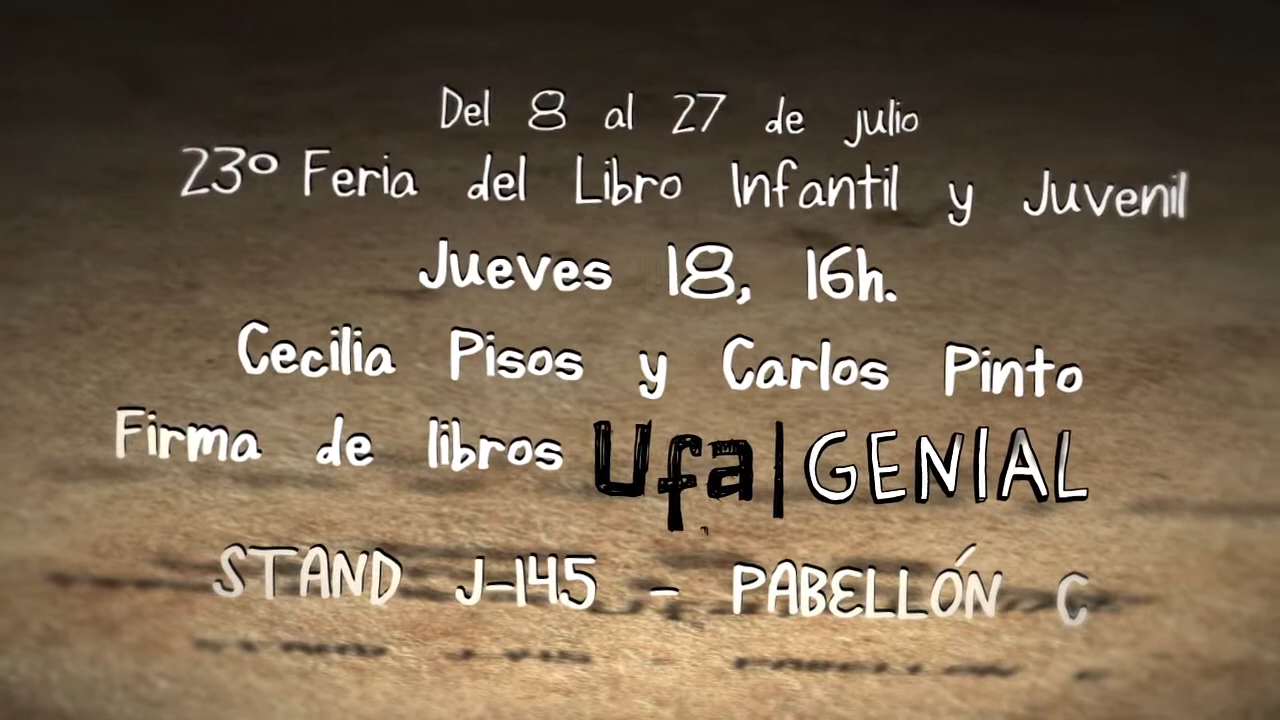 Del 8 al 27 de julio
23º Feria del Libro Infantil y Juvenil
Jueves 18, 16h.
Cecilia Pisos y Carlos Pinto
Firma de libros Ufa|GENIAL
STAND J-145 - PABELLÓN C